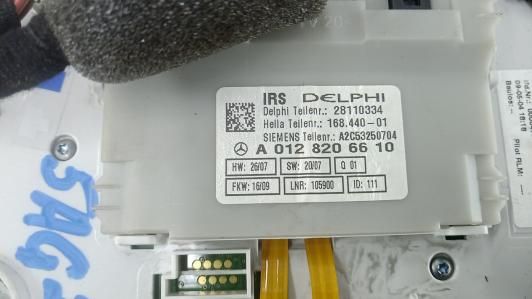 IRS DELPHI
Delphi Teilenr.: 28110334
Hella Teilenr.: 168.440-01
SIEMENS Teilenr.: A2C53250704
A 012 820 66 10
HW: 26/07 SW: 20/07 Q 01
FKW: 16/09 LNR: 105900 ID: 111